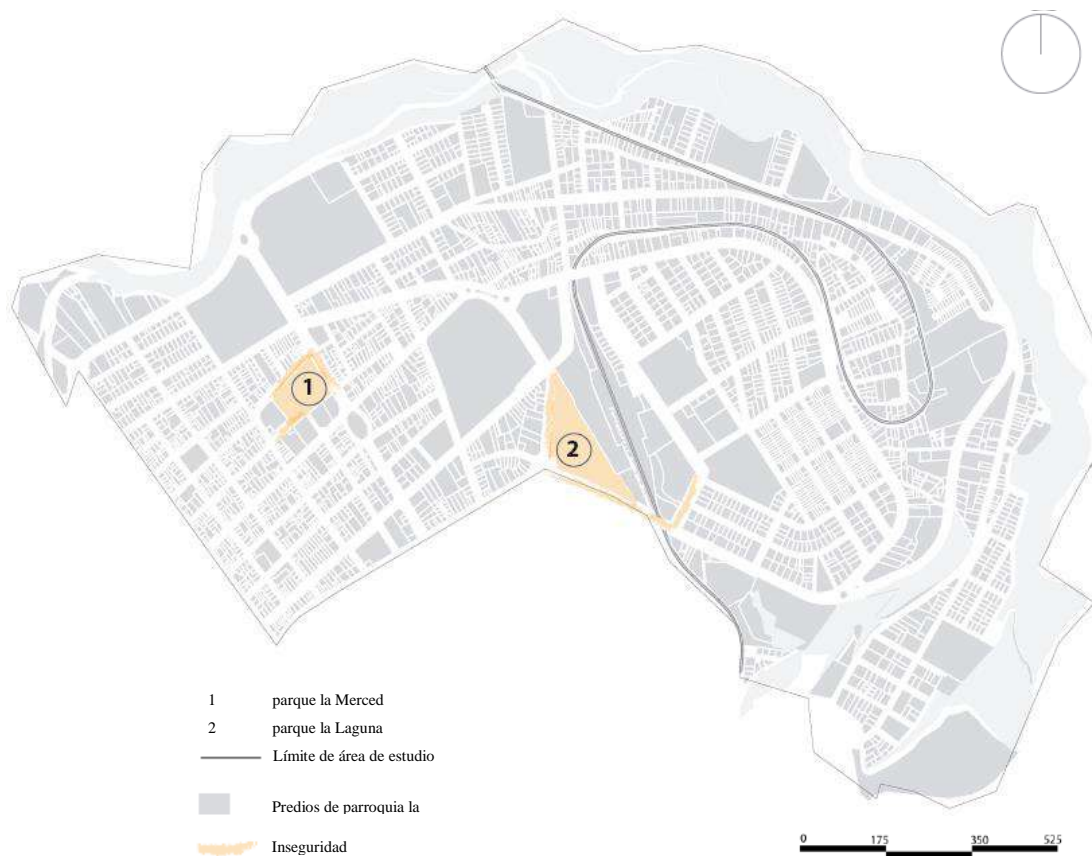 1
2
1 parque la Merced
2 parque la Laguna
Límite de área de estudio
Predios de parroquia la
Inseguridad
0 175 350 525